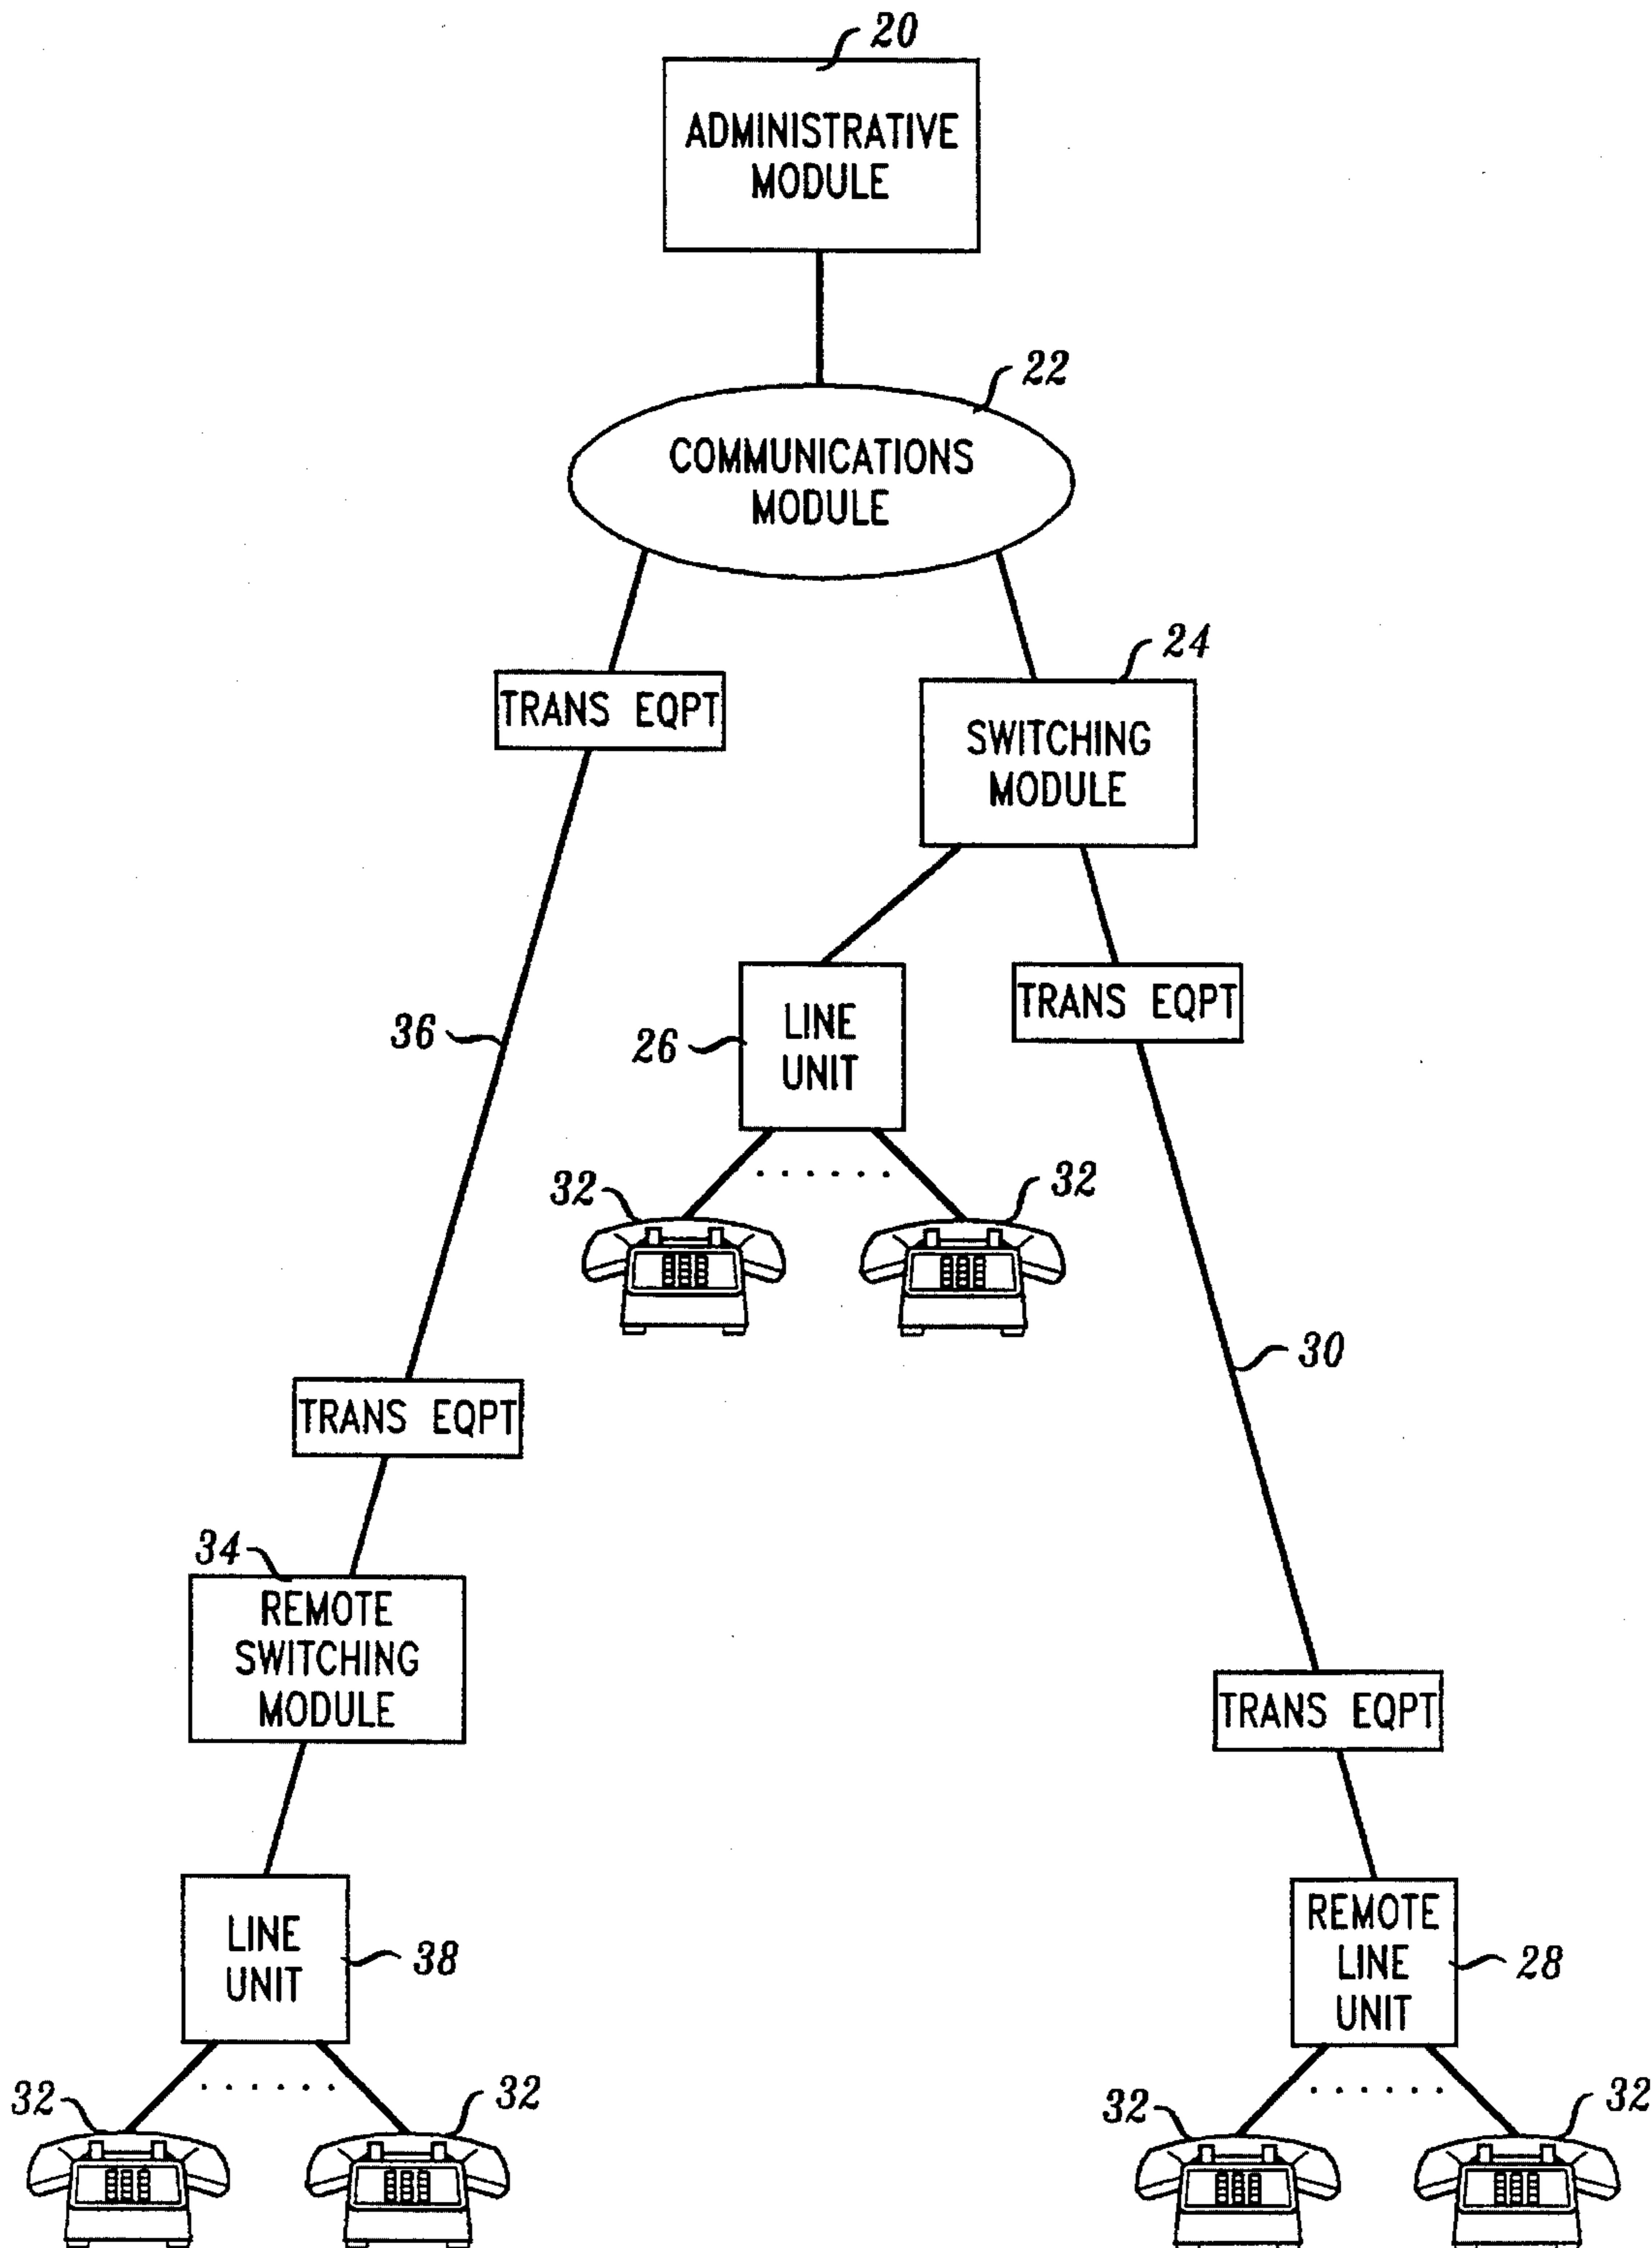 20
ADMINISTRATIVE
MODULE
22
COMMUNICATIONS
MODULE
24
TRANS EQPT
SWITCHING
MODULE
36
26
LINE
UNIT
TRANS EQPT
32
32
30
TRANS EQPT
34
REMOTE
SWITCHING
MODULE
TRANS EQPT
LINE
UNIT
38
REMOTE
LINE
UNIT
28
32
32
32
32